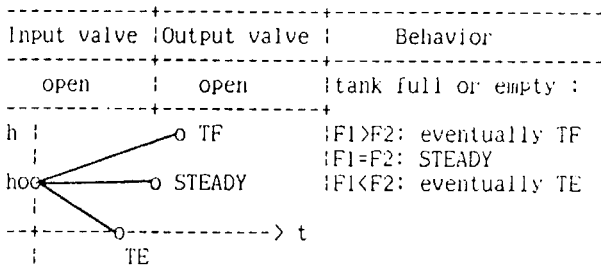 Input valve Output valve Behavior
open open tank full or empty :
h TF F1>F2: eventually TF
F1=F2: STEADY
ho STEADY F1<F2: eventually TE
t
TE